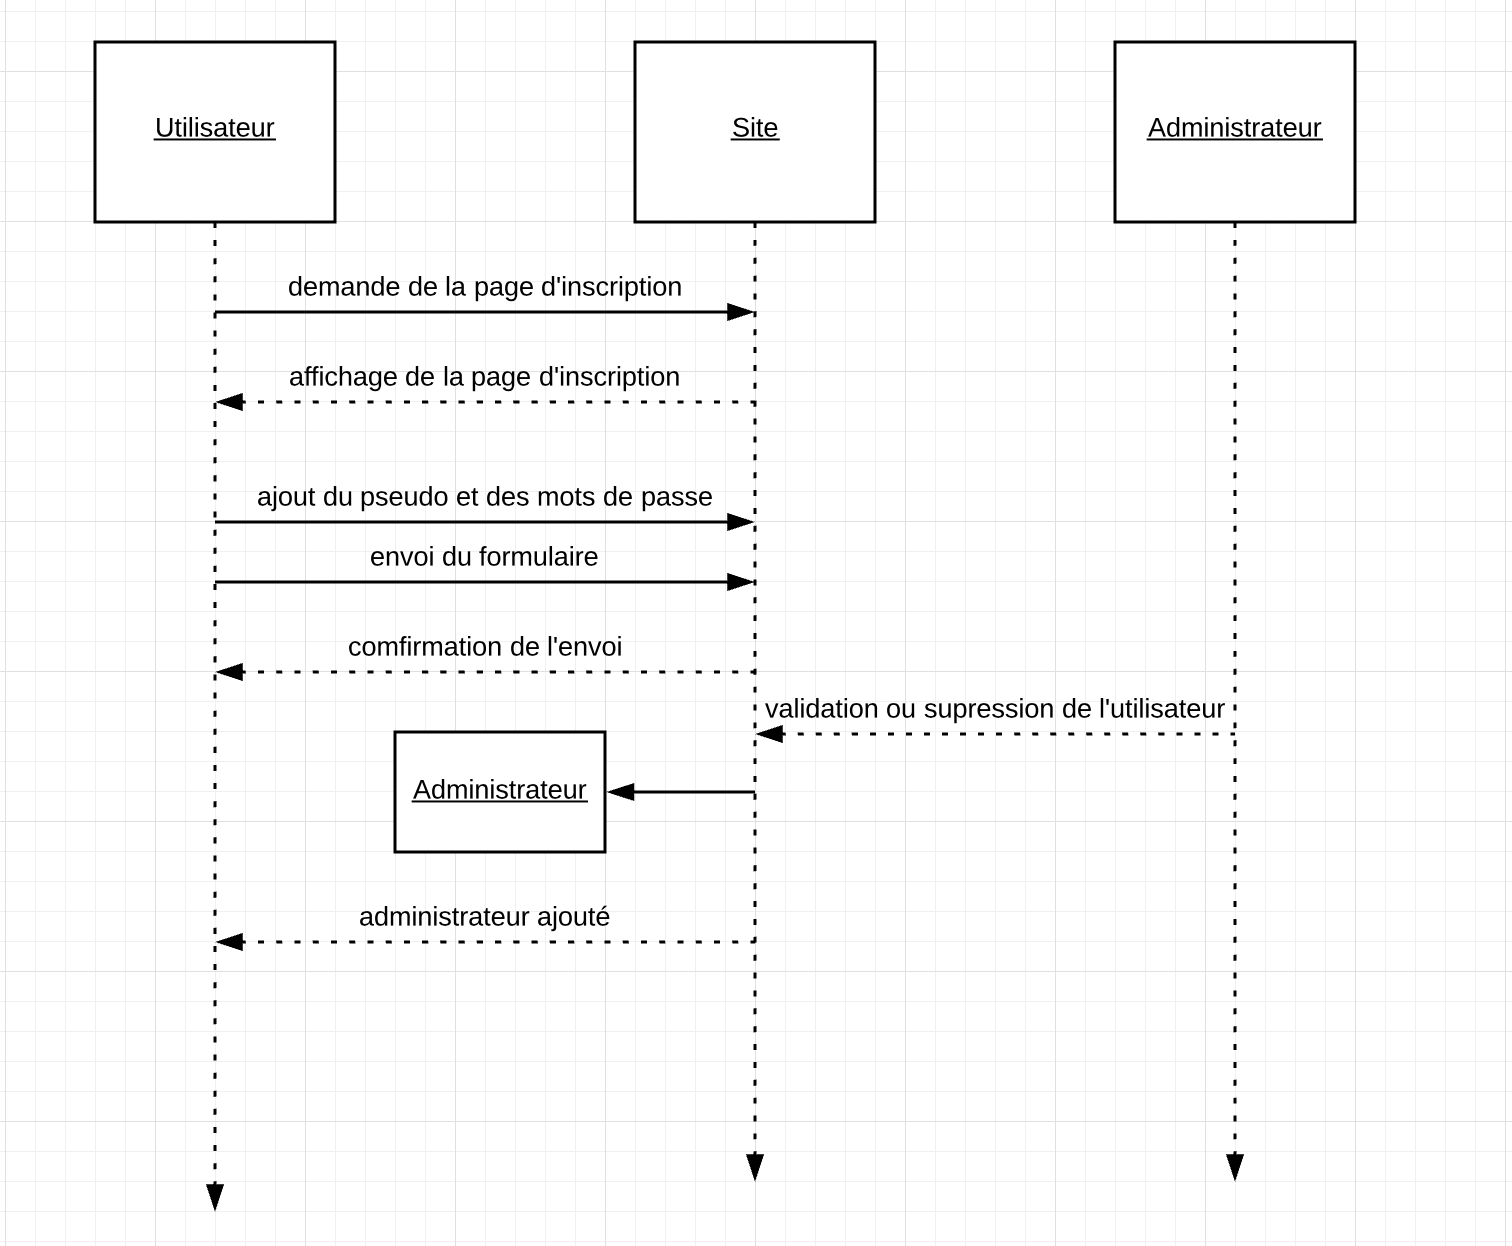 Utilisateur
Site
Administrateur
demande de la page d'inscription
affichage de la page d'inscription
ajout du pseudo et des mots de passe
envoi du formulaire
comfirmation de l'envoi
validation ou supression de l'utilisateur
Administrateur
administrateur ajouté